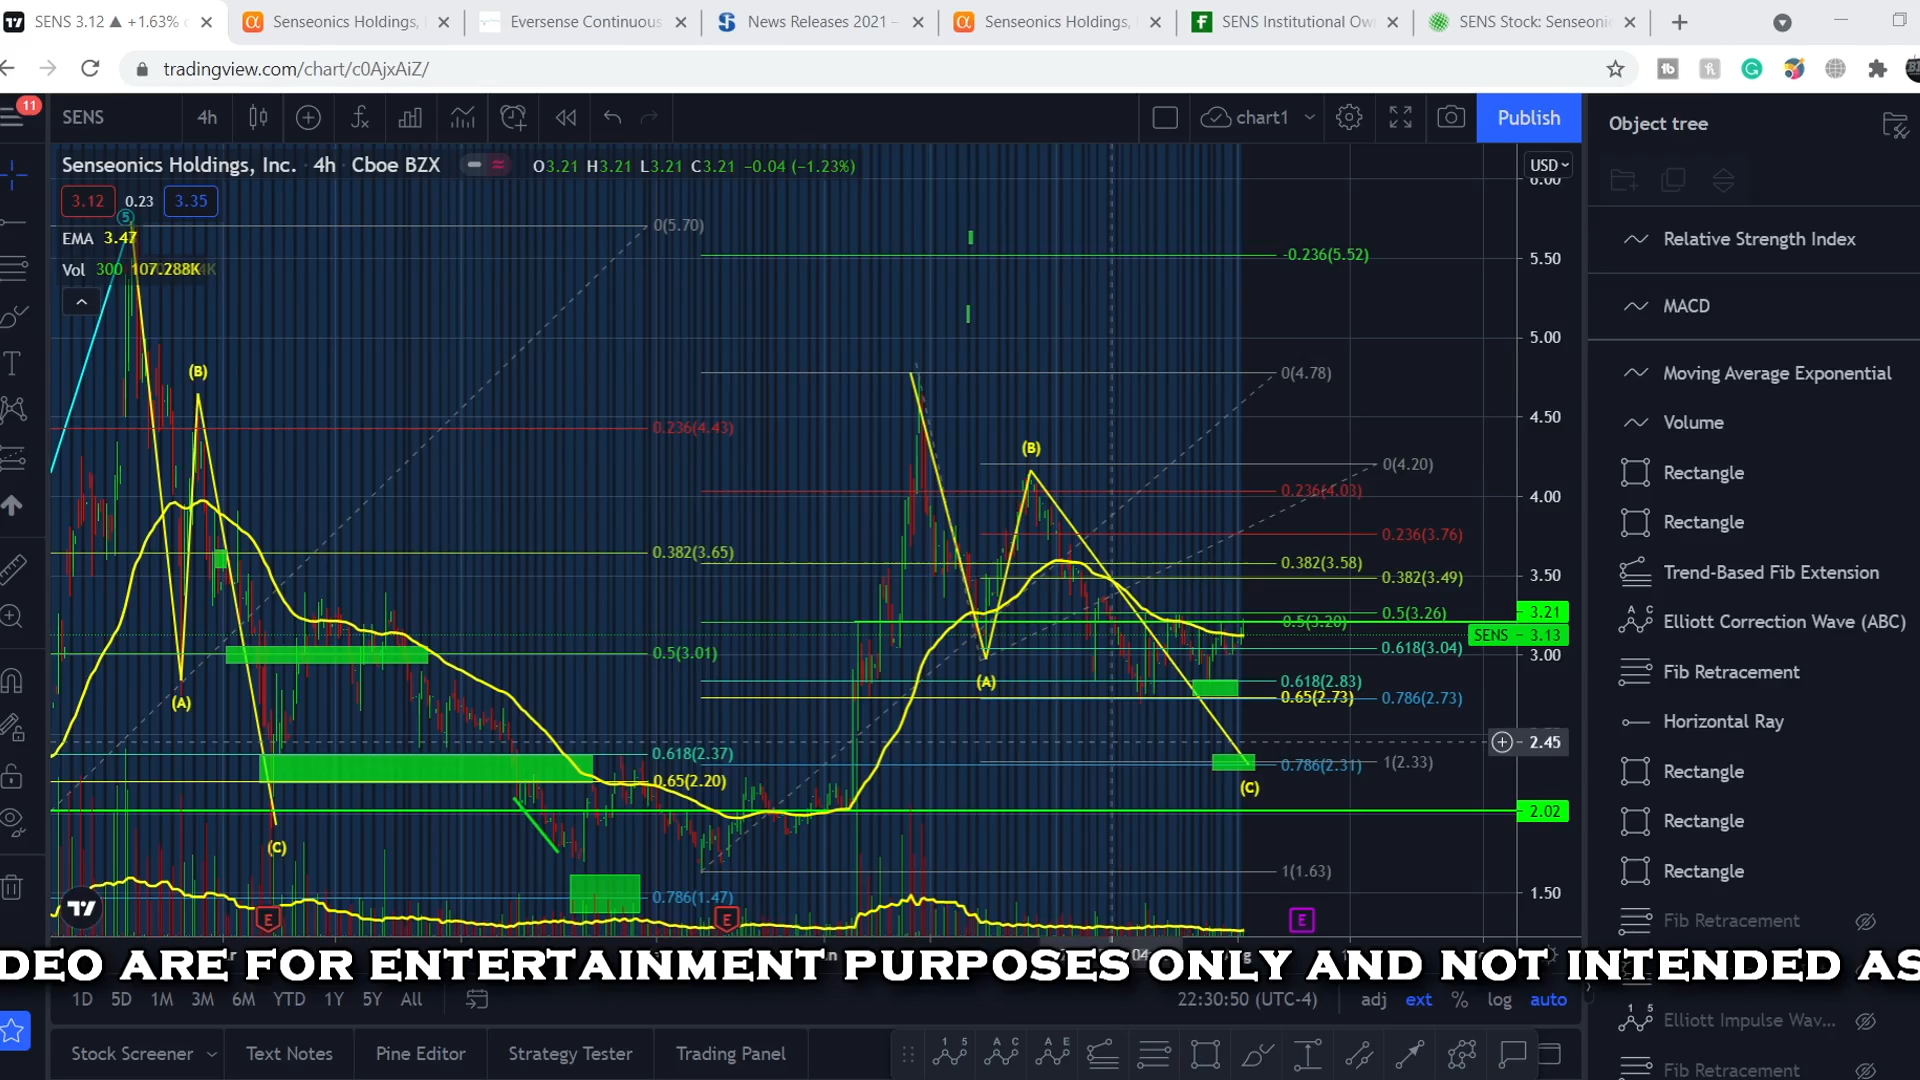 SENS 3.12 ▲ +1.63%
Senseonics Holdings,
Eversense Continuous
News Releases 2021 –
Senseonics Holdings,
SENS Institutional Ow
SENS Stock: Senseonic
tradingview.com/chart/c0AjxAiZ/
11
SENS
4h
chart1
Publish
Object tree
Senseonics Holdings, Inc. · 4h · Cboe BZX
O3.21 H3.21 L3.21 C3.21 −0.04 (−1.23%)
USD
6.00
3.12 0.23 3.35
5
EMA 3.47
Vol 300 107.288K
0(5.70)
-0.236(5.52)
5.50
5.00
(B)
0(4.78)
4.50
0.236(4.43)
(B)
0(4.20)
0.236(4.03)
4.00
0.236(3.76)
0.382(3.65)
0.382(3.58)
0.382(3.49)
3.50
0.5(3.26)
3.21
0.5(3.20)
SENS – 3.13
0.5(3.01)
0.618(3.04)
3.00
(A)
(A)
0.618(2.83)
0.65(2.73)
0.786(2.73)
2.45
0.618(2.37)
0.65(2.20)
0.786(2.31)
1(2.33)
(C)
2.02
(C)
1(1.63)
0.786(1.47)
1.50
E
E
E
Relative Strength Index
MACD
Moving Average Exponential
Volume
Rectangle
Rectangle
Trend-Based Fib Extension
Elliott Correction Wave (ABC)
Fib Retracement
Horizontal Ray
Rectangle
Rectangle
Rectangle
Fib Retracement
Elliott Impulse Wav...
Fib Retracement
DEO ARE FOR ENTERTAINMENT PURPOSES ONLY AND NOT INTENDED AS
1D 5D 1M 3M 6M YTD 1Y 5Y All
22:30:50 (UTC-4)
adj ext % log auto
Stock Screener
Text Notes
Pine Editor
Strategy Tester
Trading Panel